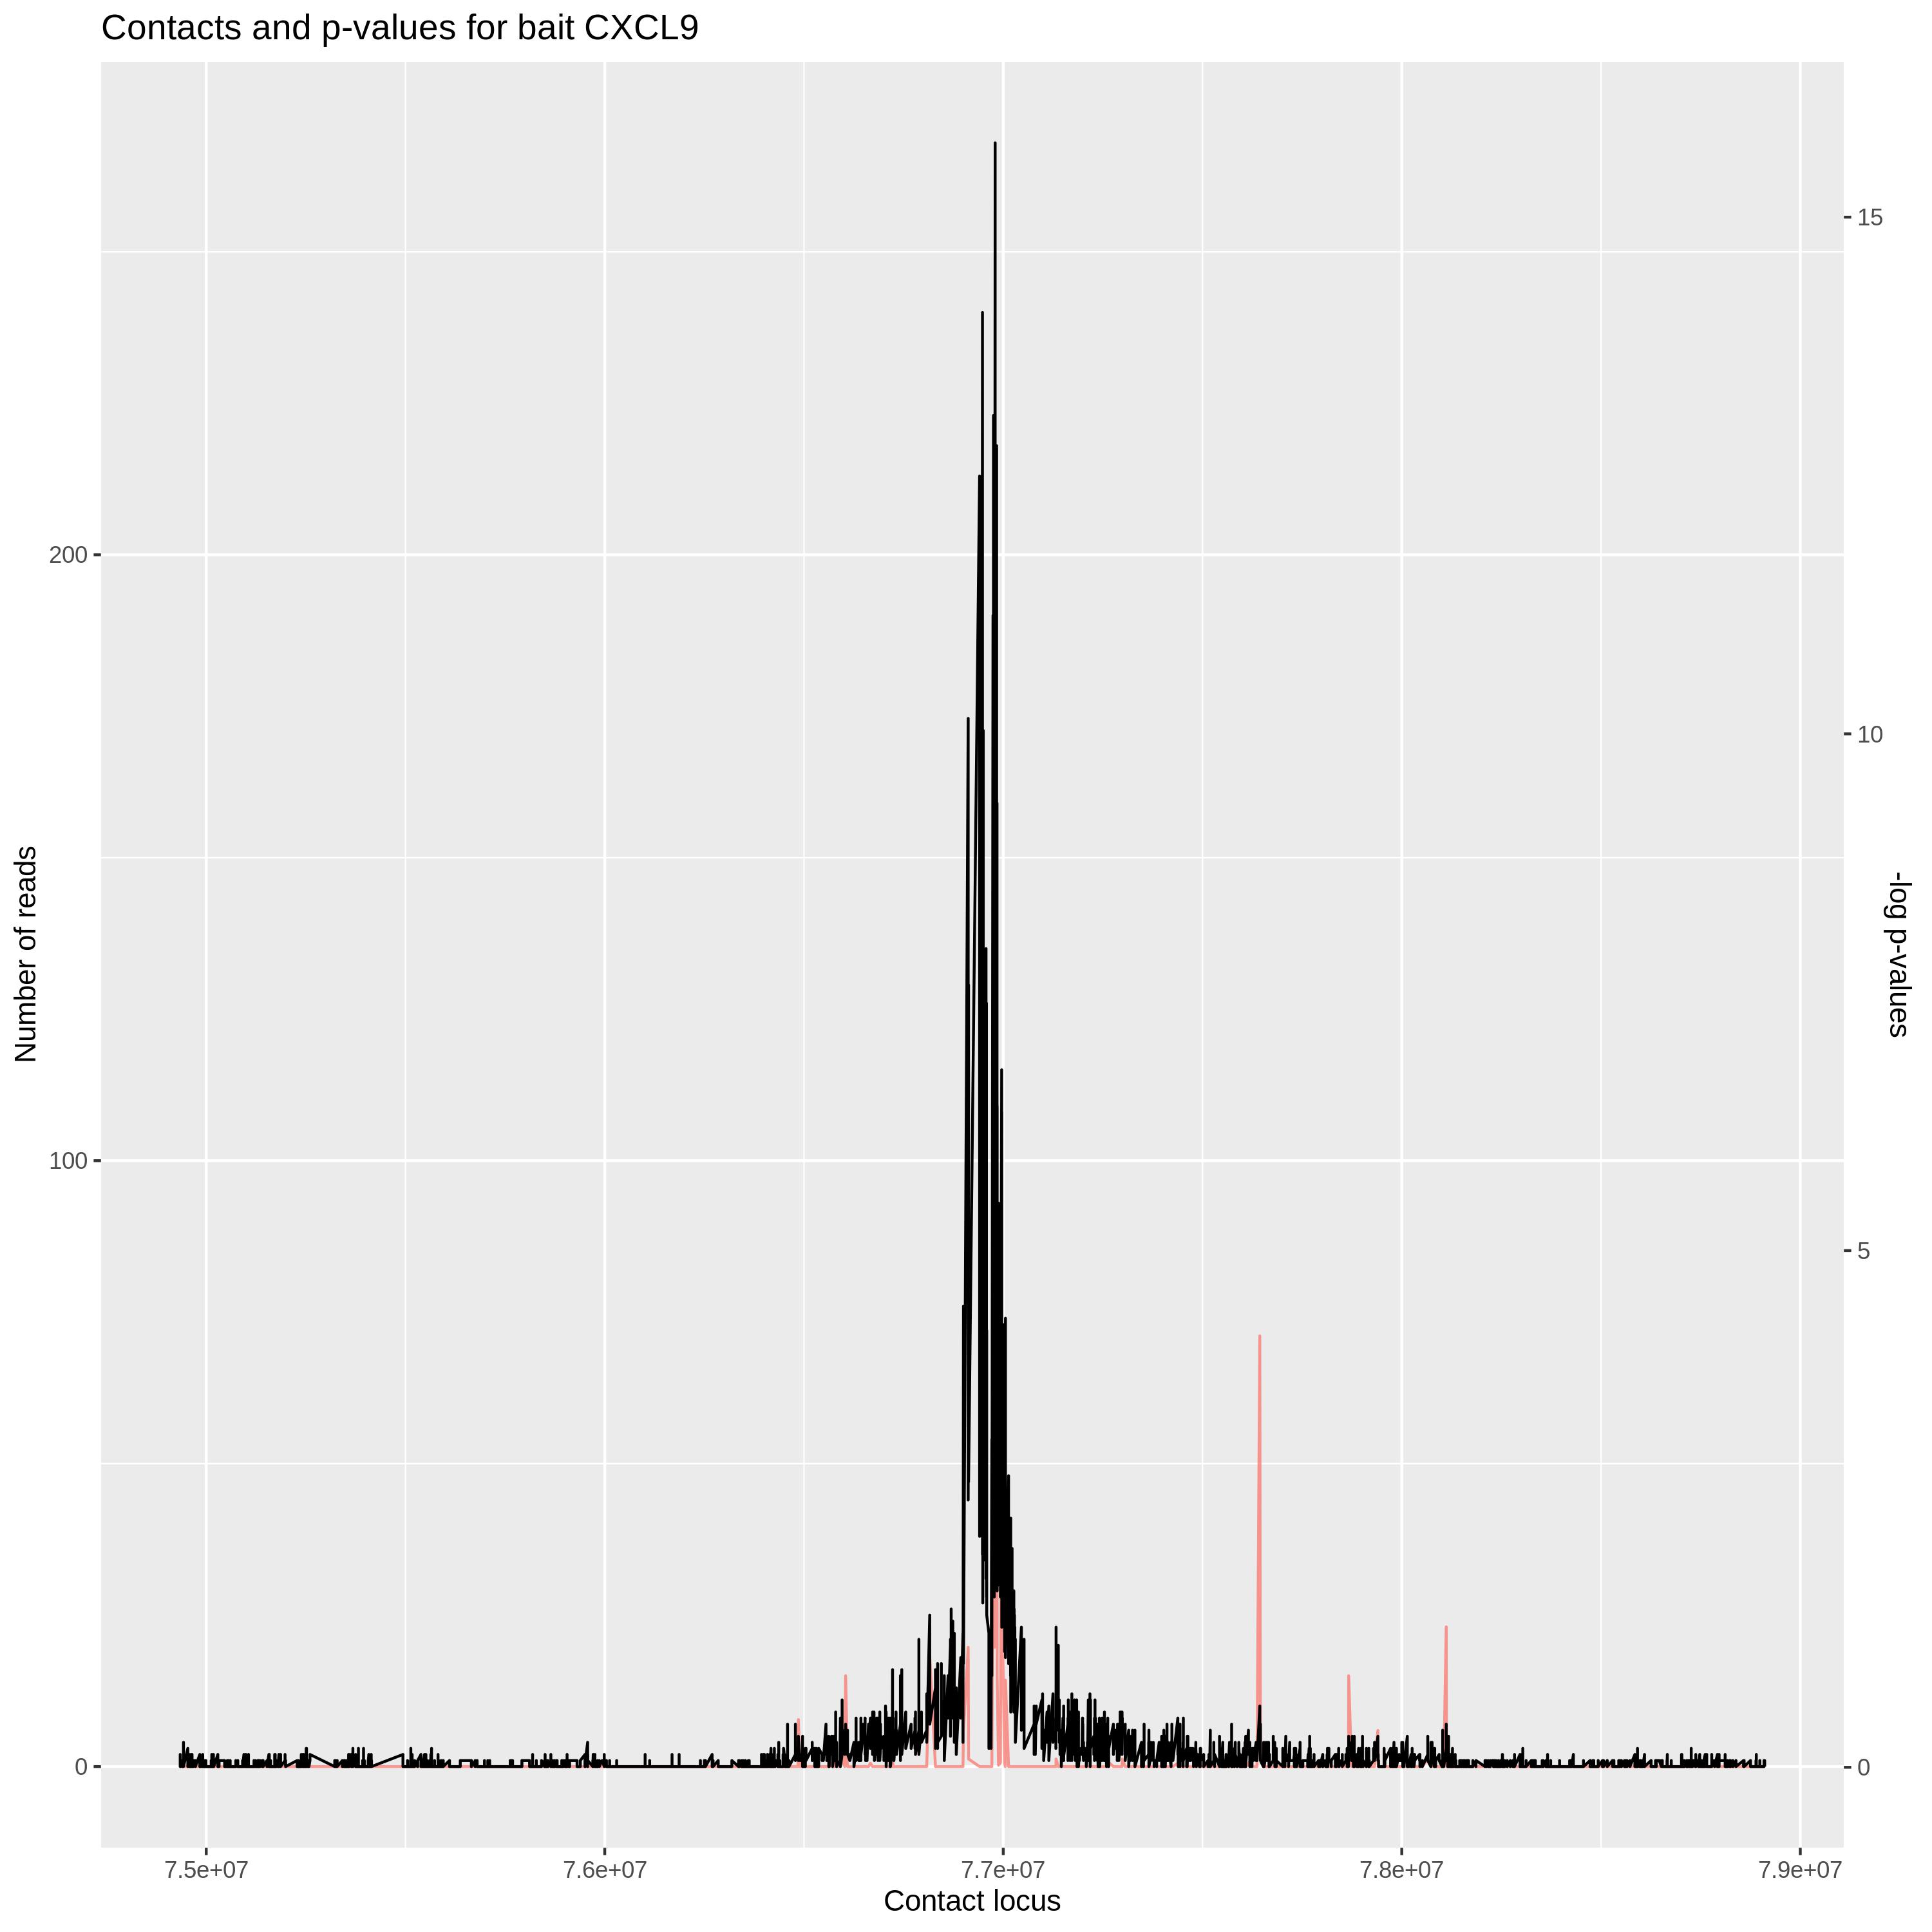 Contacts and p-values for bait CXCL9
Number of reads
200
100
0
15
10
5
0
-log p-values
7.5e+07
7.6e+07
7.7e+07
7.8e+07
7.9e+07
Contact locus